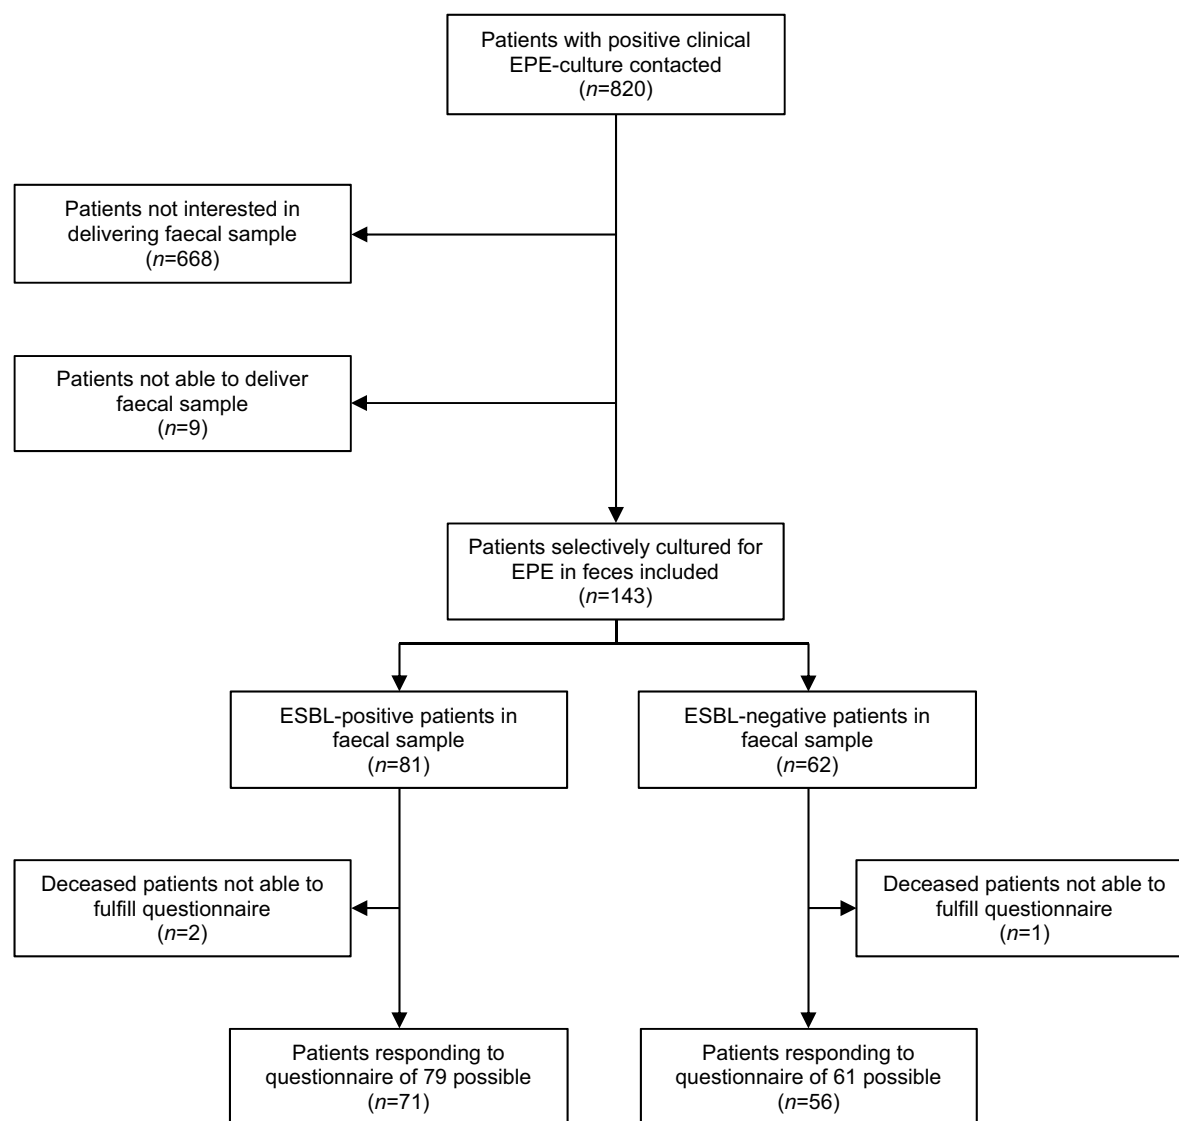 Patients with positive clinical
EPE-culture contacted
(n=820)
Patients not interested in
delivering faecal sample
(n=668)
Patients not able to deliver
faecal sample
(n=9)
Patients selectively cultured for
EPE in feces included
(n=143)
ESBL-positive patients in
faecal sample
(n=81)
ESBL-negative patients in
faecal sample
(n=62)
Deceased patients not able to
fulfill questionnaire
(n=2)
Deceased patients not able to
fulfill questionnaire
(n=1)
Patients responding to
questionnaire of 79 possible
(n=71)
Patients responding to
questionnaire of 61 possible
(n=56)